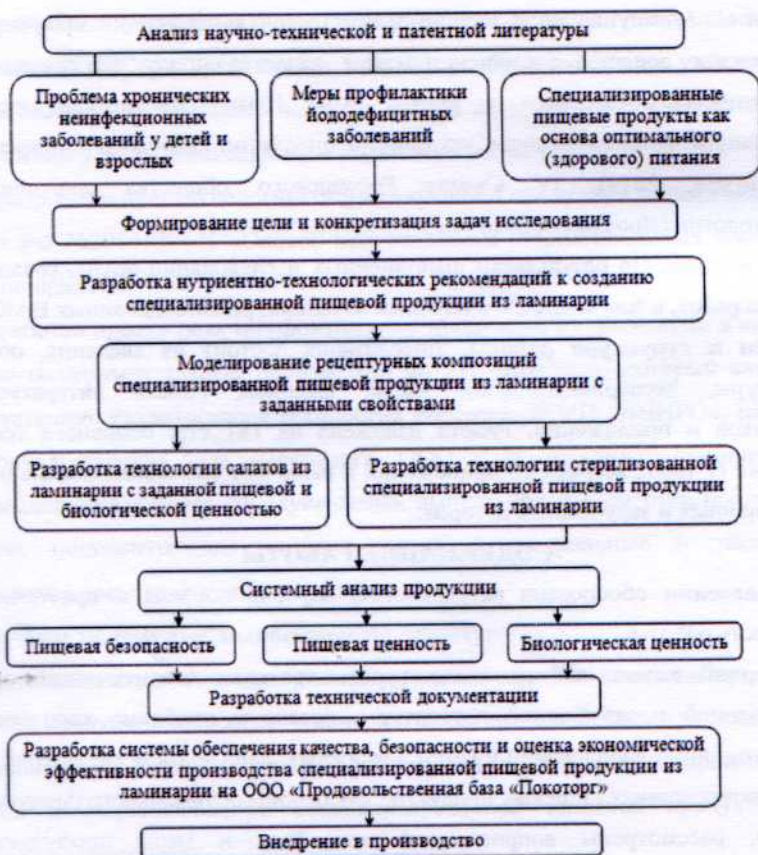 Анализ научно-технической и патентной литературы
Проблема хронических
неинфекционных
заболеваний у детей и
взрослых
Меры профилактики
йододефицитных
заболеваний
Специализированные
пищевые продукты как
основа оптимального
(здорового) питания
Формирование цели и конкретизация задач исследования
Разработка нутриентно-технологических рекомендаций к созданию
специализированной пищевой продукции из ламинарии
Моделирование рецептурных композиций
специализированной пищевой продукции из ламинарии с
заданными свойствами
Разработка технологии салатов из
ламинарии с заданной пищевой и
биологической ценностью
Разработка технологии стерилизованной
специализированной пищевой продукции
из ламинарии
Системный анализ продукции
Пищевая безопасность
Пищевая ценность
Биологическая ценность
Разработка технической документации
Разработка системы обеспечения качества, безопасности и оценка экономической
эффективности производства специализированной пищевой продукции из
ламинарии на ООО «Продовольственная база «Покоторг»
Внедрение в производство